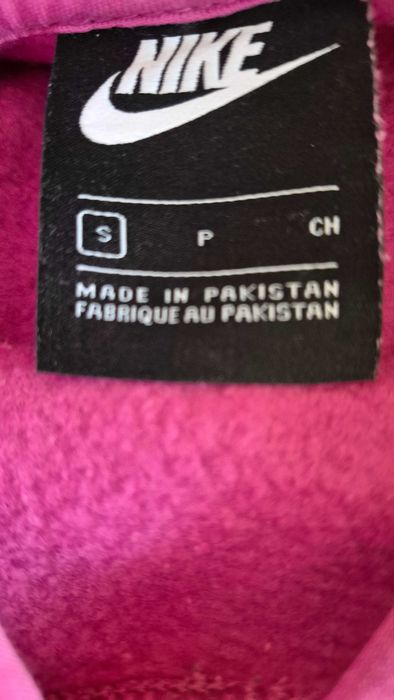 NIKE
S P CH
MADE IN PAKISTAN
FABRIQUE AU PAKISTAN